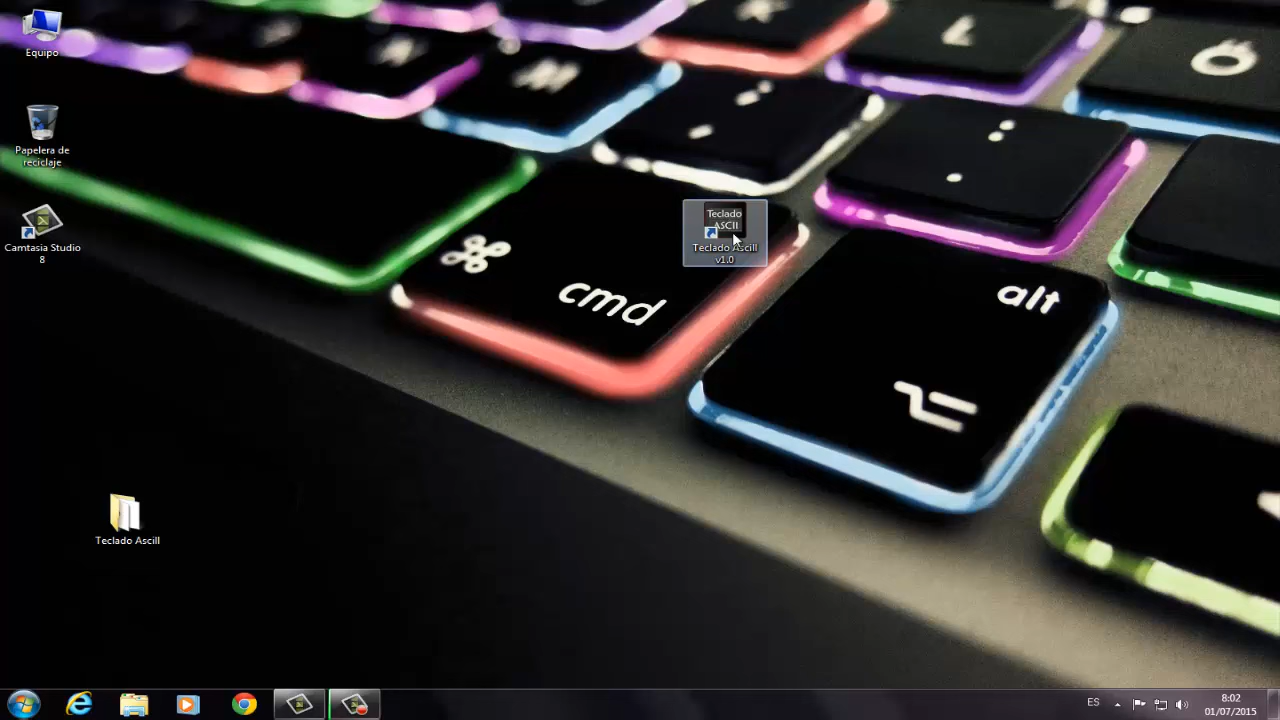 Equipo
Papelera de
reciclaje
Camtasia Studio
8
Teclado
ASCII
Teclado Ascill
v1.0
Teclado Ascill
M
L
Ö
cmd
alt
ES
8:02
01/07/2015